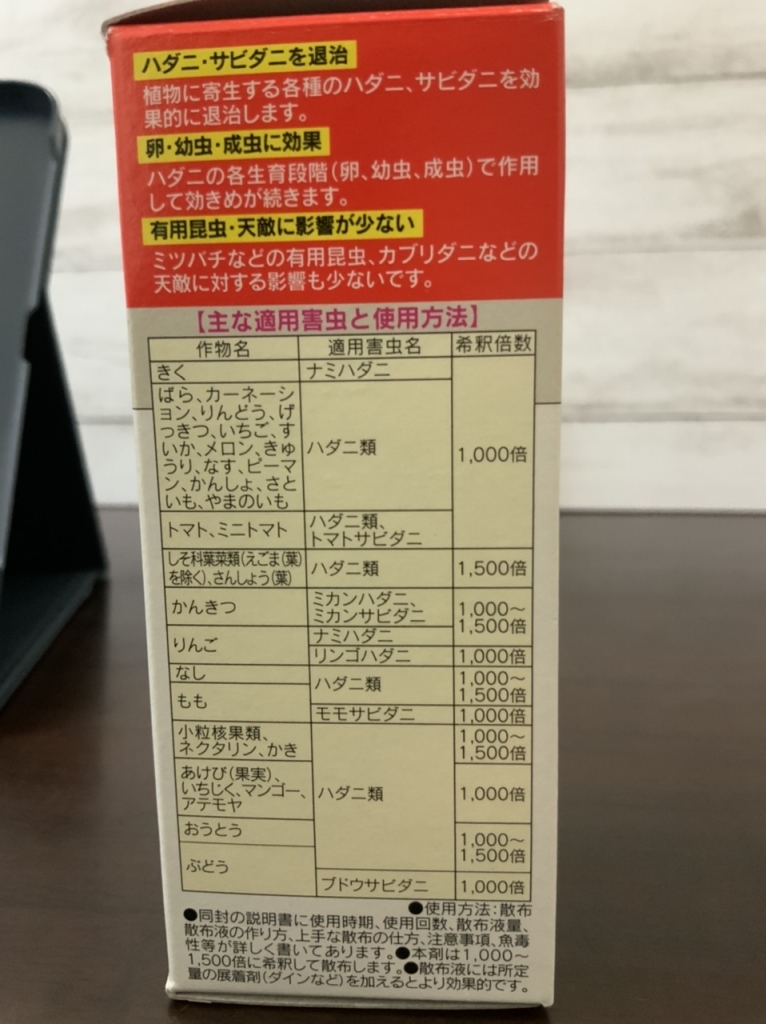 ハダニ・サビダニを退治
植物に寄生する各種のハダニ、サビダニを効
果的に退治します。
卵・幼虫・成虫に効果
ハダニの各生育段階(卵、幼虫、成虫)で作用
して効きめが続きます。
有用昆虫・天敵に影響が少ない
ミツバチなどの有用昆虫、カブリダニなどの
天敵に対する影響も少ないです。
【主な適用害虫と使用方法】
作物名 適用害虫名 希釈倍数
きく ナミハダニ
ばら、カーネーシ
ョン、りんどう、げ
っきつ、いちご、す
いか、メロン、きゅ
うり、なす、ピーマ
ン、かんしょ、さと
いも、やまのいも
ハダニ類
1,000倍
トマト、ミニトマト
ハダニ類、
トマトサビダニ
しそ科葉菜類(えごま(葉)
を除く)、さんしょう(葉)
ハダニ類 1,500倍
かんきつ
ミカンハダニ、
ミカンサビダニ
1,000〜
1,500倍
りんご
ナミハダニ
リンゴハダニ 1,000倍
なし
ハダニ類
1,000〜
1,500倍
もも
モモサビダニ 1,000倍
小粒核果類、
ネクタリン、かき
1,000〜
1,500倍
あけび(果実)、
いちじく、マンゴー、
アテモヤ
ハダニ類 1,000倍
おうとう
1,000〜
1,500倍
ぶどう
ブドウサビダニ 1,000倍
●使用方法:散布
●同封の説明書に使用時期、使用回数、散布液量、
散布液の作り方、上手な散布の仕方、注意事項、魚毒
性等が詳しく書いてあります。●本剤は1,000〜
1,500倍に希釈して散布します。●散布液には所定
量の展着剤(ダインなど)を加えるとより効果的です。